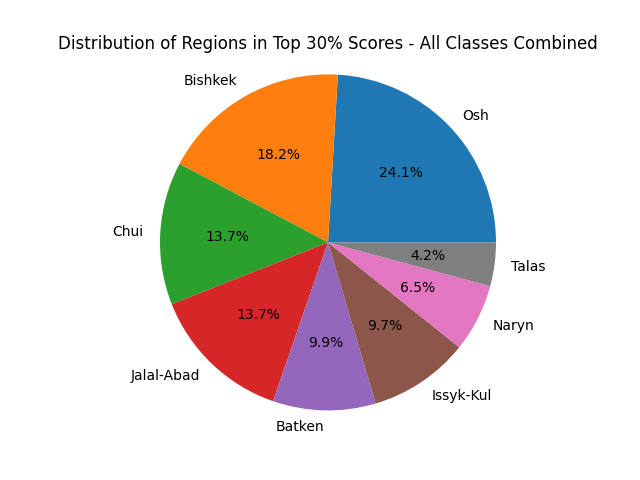 Distribution of Regions in Top 30% Scores - All Classes Combined
Bishkek
Osh
18.2%
24.1%
Chui
13.7%
4.2%
Talas
6.5%
13.7%
9.9%
9.7%
Naryn
Jalal-Abad
Issyk-Kul
Batken